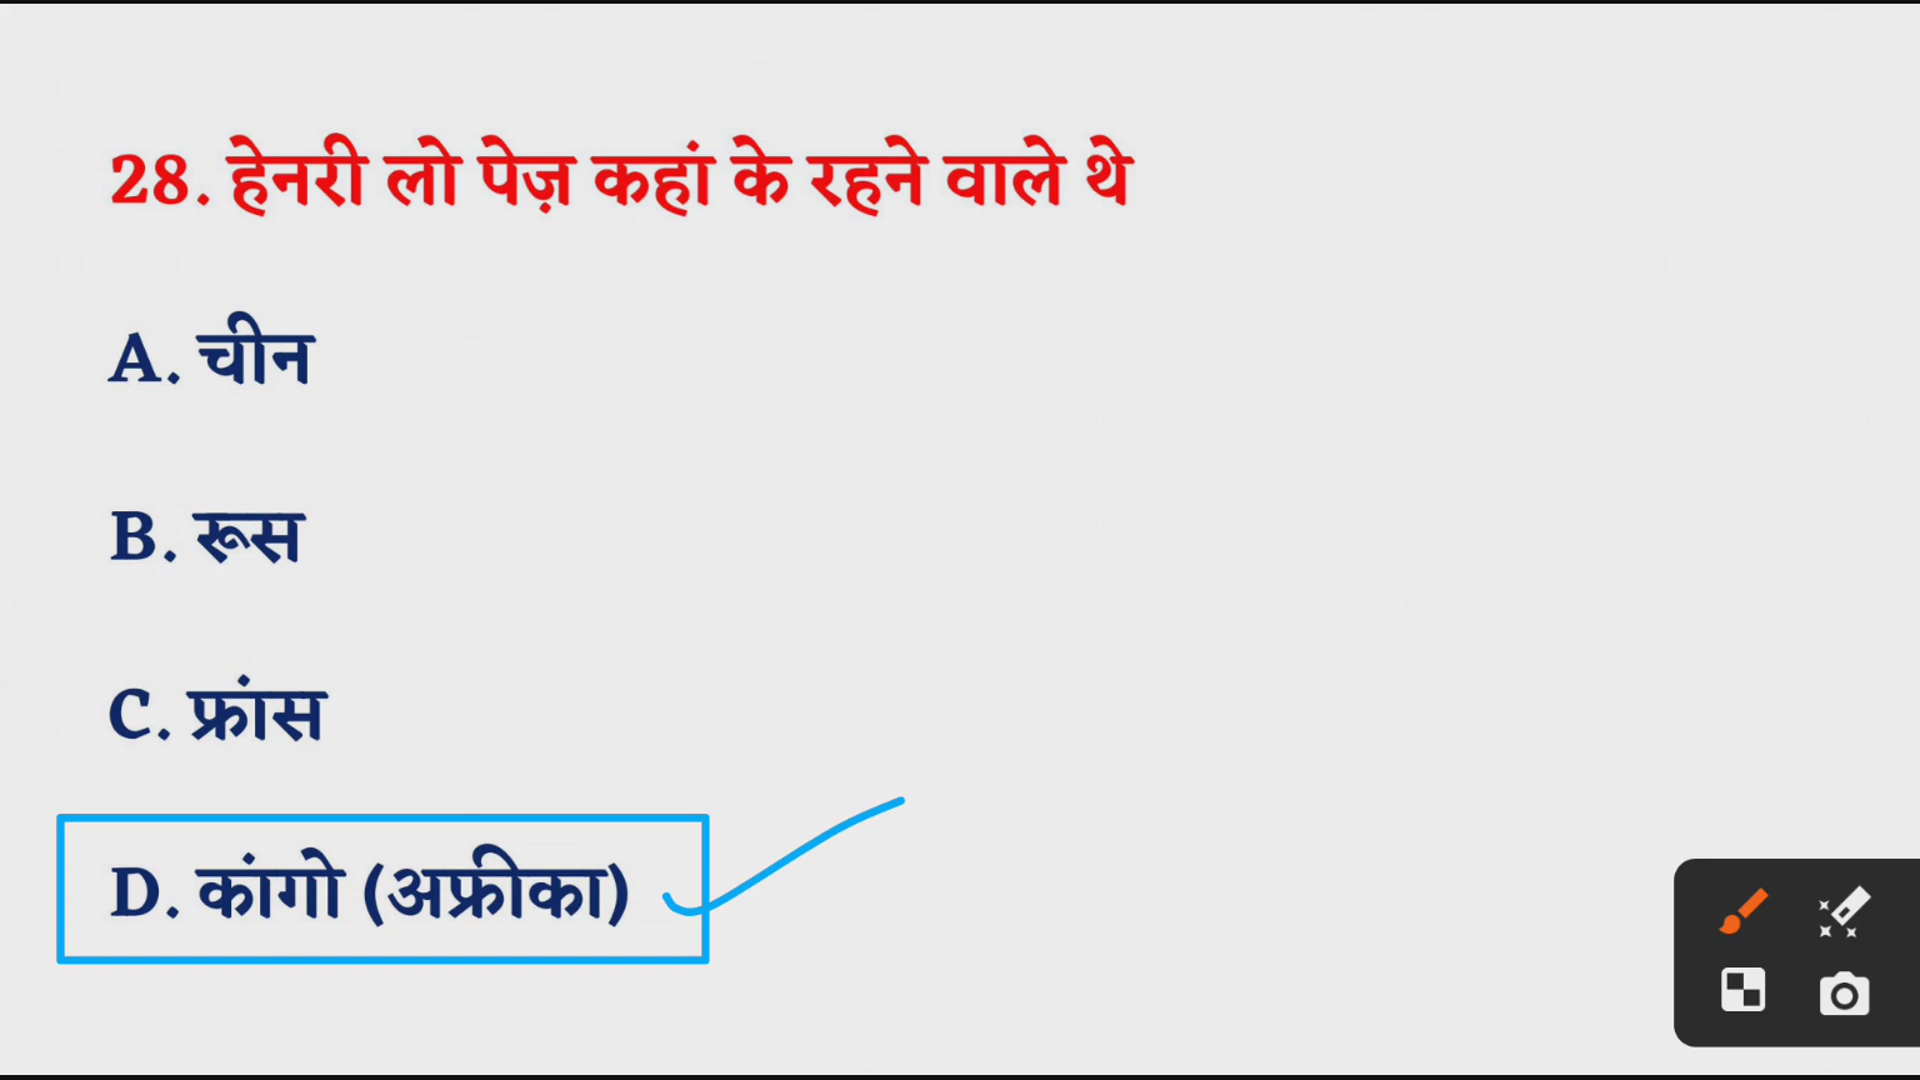 28. हेनरी लो पेज़ कहां के रहने वाले थे
A. चीन
B. रूस
C. फ्रांस
D. कांगो (अफ्रीका)